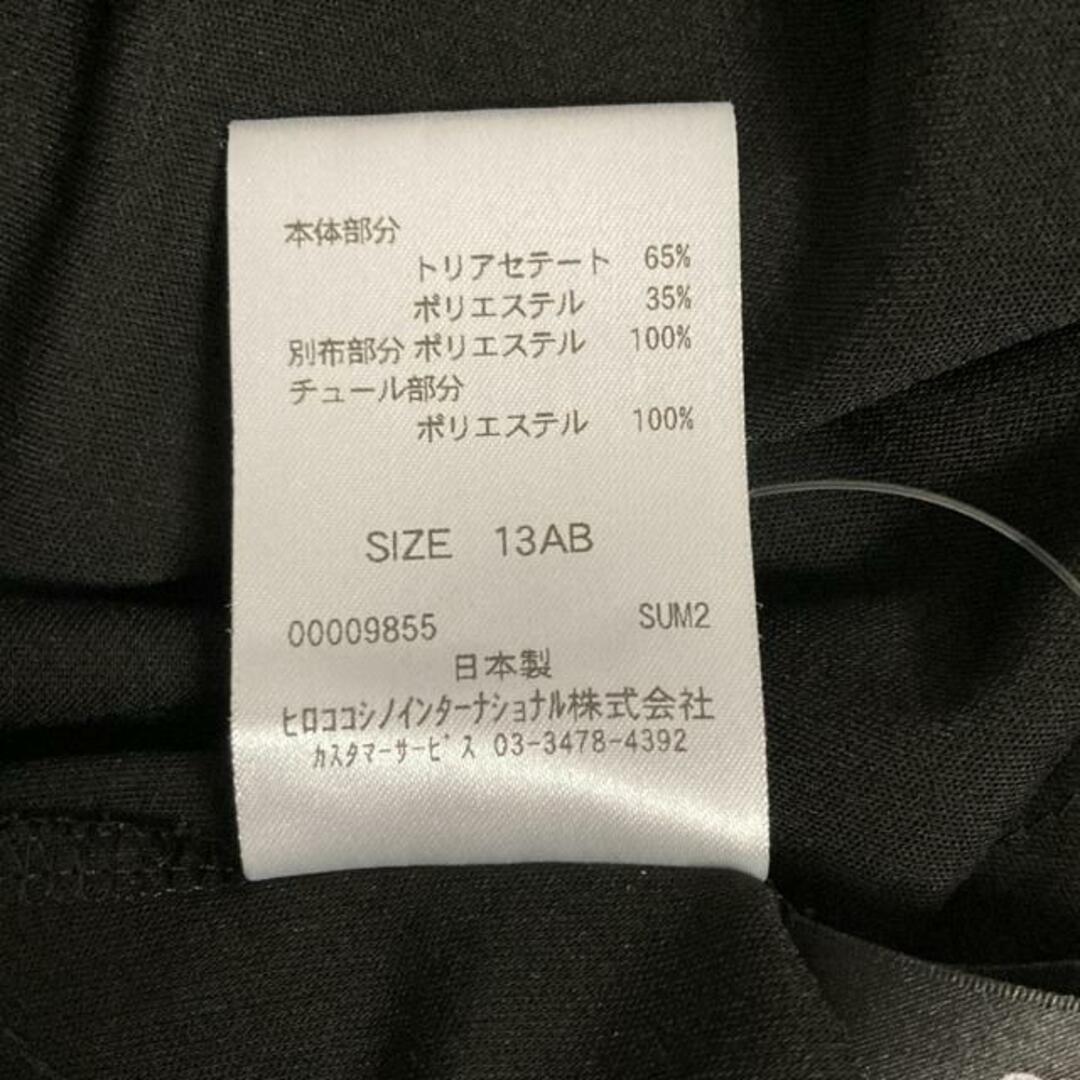 本体部分
トリアセテート 65%
ポリエステル 35%
別布部分 ポリエステル 100%
チュール部分
ポリエステル 100%
SIZE 13AB
00009855 SUM2
日本製
ﾋﾛｺｺｼﾉｲﾝﾀｰﾅｼｮﾅﾙ株式会社
ｶｽﾀﾏｰｻｰﾋﾞｽ 03-3478-4392